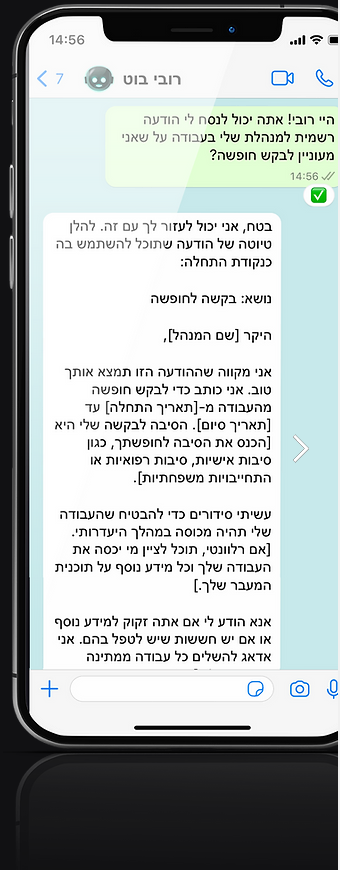 14:56
7
רובי בוט
היי רובי! אתה יכול לנסח לי הודעה
רשמית למנהלת שלי בעבודה על שאני
מעוניין לבקש חופשה?
14:56
בטח, אני יכול לעזור לך עם זה. להלן
טיוטה של הודעה שתוכל להשתמש בה
כנקודת התחלה:
נושא: בקשה לחופשה
היקר [שם המנהל],
אני מקווה שההודעה הזו תמצא אותך
טוב. אני כותב כדי לבקש חופשה
מהעבודה מ-[תאריך התחלה] עד
[תאריך סיום]. הסיבה לבקשה שלי היא
[הכנס את הסיבה לחופשתך, כגון
סיבות אישיות, סיבות רפואיות או
התחייבויות משפחתיות].
עשיתי סידורים כדי להבטיח שהעבודה
שלי תהיה מכוסה במהלך היעדרותי.
[אם רלוונטי, תוכל לציין מי יכסה את
העבודה שלך וכל מידע נוסף על תוכנית
המעבר שלך.]
אנא הודע לי אם אתה זקוק למידע נוסף
או אם יש חששות שיש לטפל בהם. אני
אדאג להשלים כל עבודה ממתינה